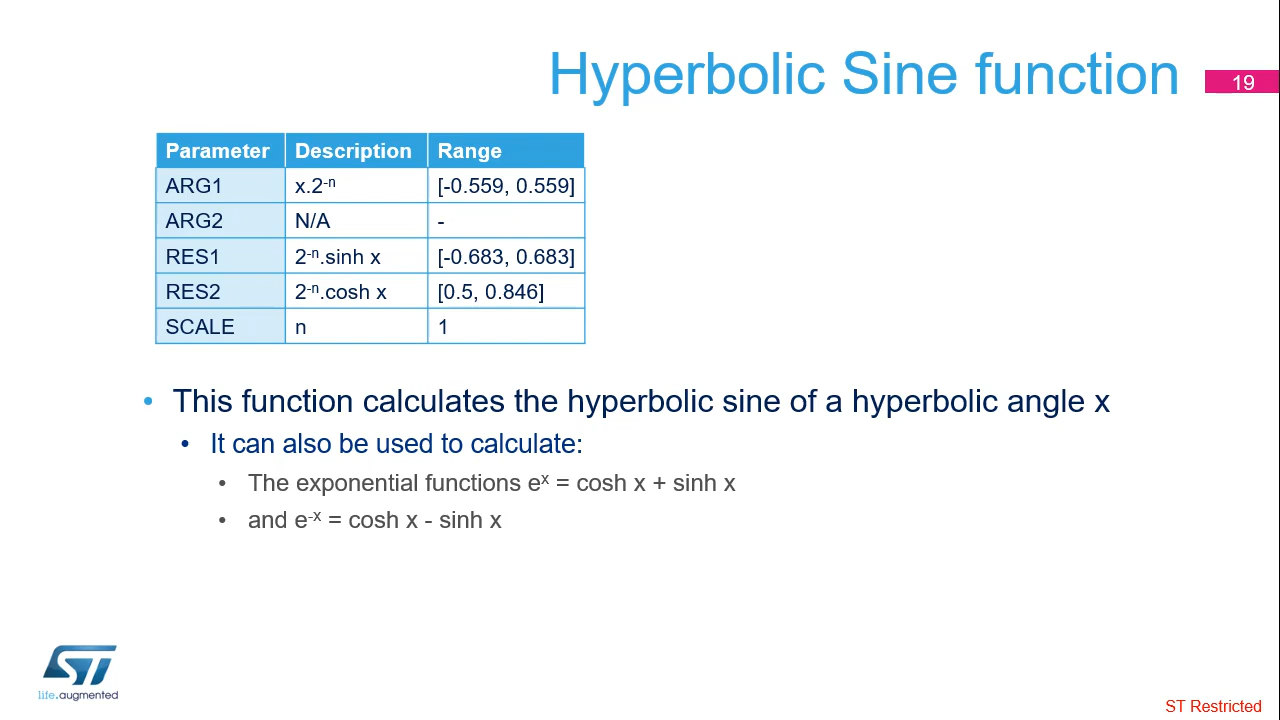 Hyperbolic Sine function
19
Parameter Description Range
ARG1 x.2⁻ⁿ [-0.559, 0.559]
ARG2 N/A -
RES1 2⁻ⁿ.sinh x [-0.683, 0.683]
RES2 2⁻ⁿ.cosh x [0.5, 0.846]
SCALE n 1
• This function calculates the hyperbolic sine of a hyperbolic angle x
• It can also be used to calculate:
• The exponential functions eˣ = cosh x + sinh x
• and e⁻ˣ = cosh x - sinh x
ST
life.augmented
ST Restricted